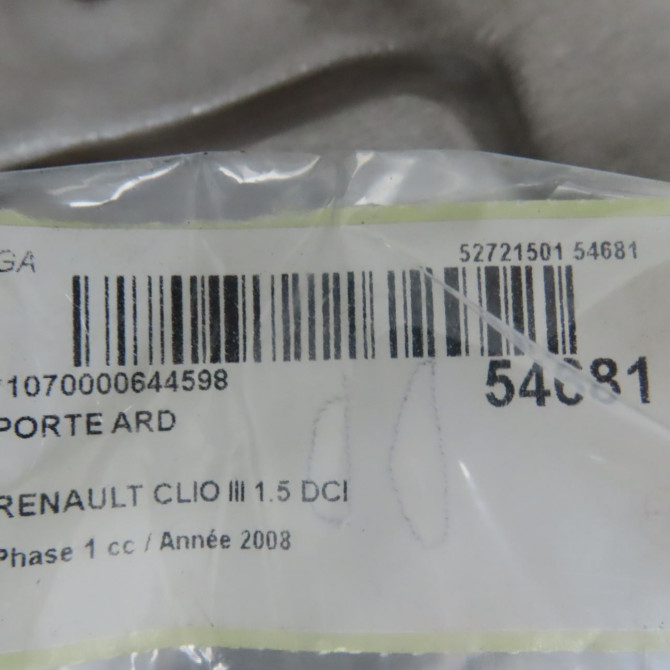 GA
52721501 54681
*1070000644598
54681
PORTE ARD
RENAULT CLIO III 1.5 DCI
Phase 1 cc / Année 2008